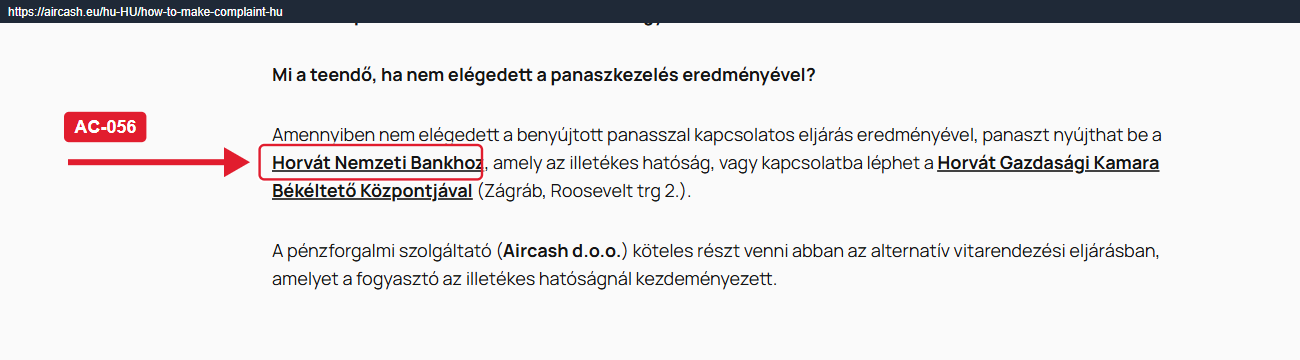 https://aircash.eu/hu-HU/how-to-make-complaint-hu
Mi a teendő, ha nem elégedett a panaszkezelés eredményével?
AC-056
Amennyiben nem elégedett a benyújtott panasszal kapcsolatos eljárás eredményével, panaszt nyújthat be a
Horvát Nemzeti Bankhoz, amely az illetékes hatóság, vagy kapcsolatba léphet a Horvát Gazdasági Kamara
Békéltető Központjával (Zágráb, Roosevelt trg 2.).
A pénzforgalmi szolgáltató (Aircash d.o.o.) köteles részt venni abban az alternatív vitarendezési eljárásban,
amelyet a fogyasztó az illetékes hatóságnál kezdeményezett.